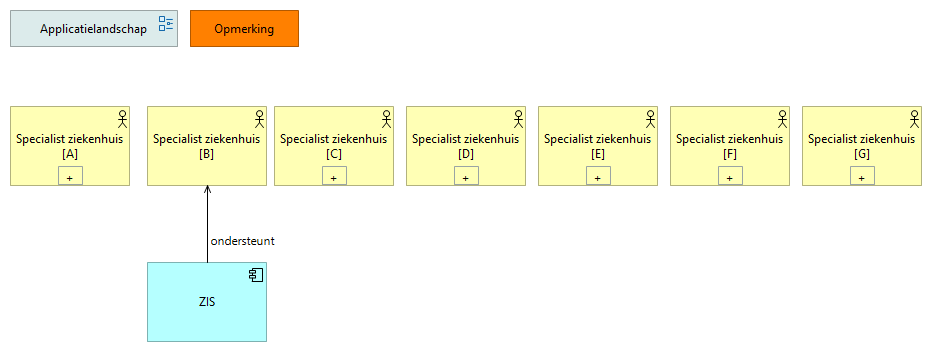 Applicatielandschap
Opmerking
Specialist ziekenhuis
[A]
+
Specialist ziekenhuis
[B]
Specialist ziekenhuis
[C]
+
Specialist ziekenhuis
[D]
+
Specialist ziekenhuis
[E]
+
Specialist ziekenhuis
[F]
+
Specialist ziekenhuis
[G]
+
ondersteunt
ZIS